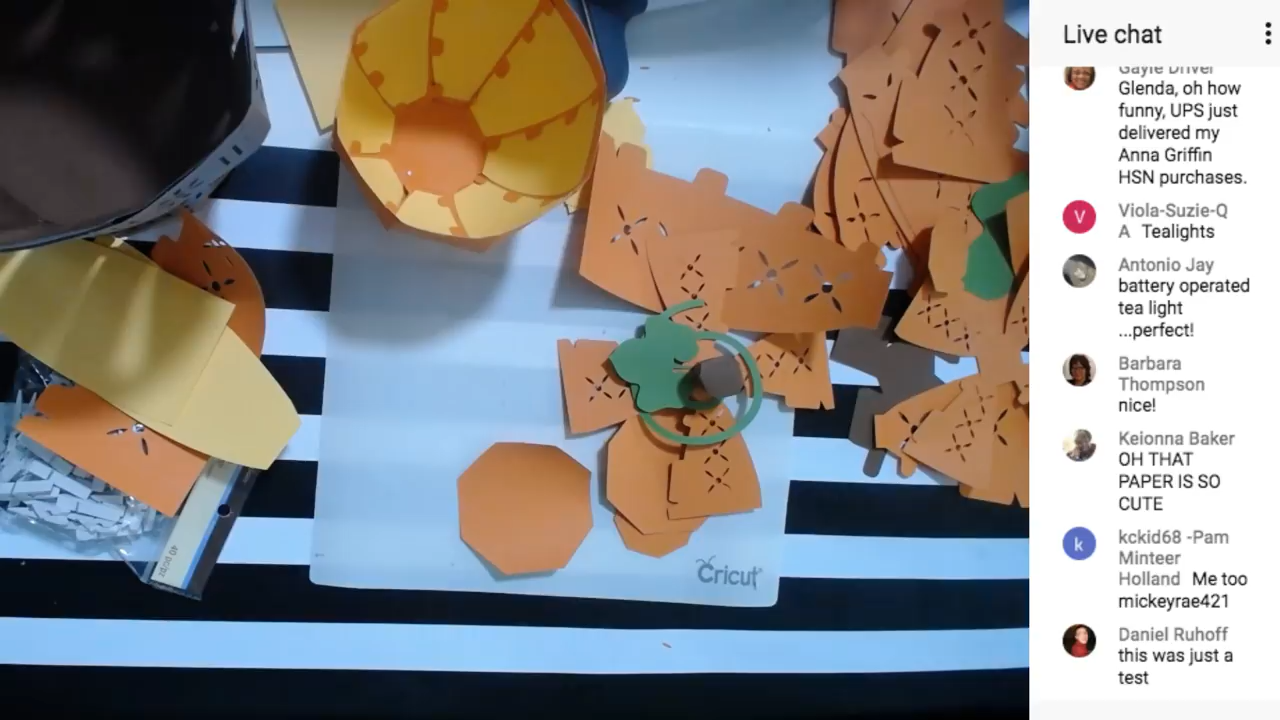 Live chat
Gayle Driver
Glenda, oh how
funny, UPS just
delivered my
Anna Griffin
HSN purchases.
Viola-Suzie-Q
A Tealights
Antonio Jay
battery operated
tea light
...perfect!
Barbara
Thompson
nice!
Keionna Baker
OH THAT
PAPER IS SO
CUTE
k
kckid68 -Pam
Minteer
Holland Me too
mickeyrae421
Daniel Ruhoff
this was just a
test
V
Cricut